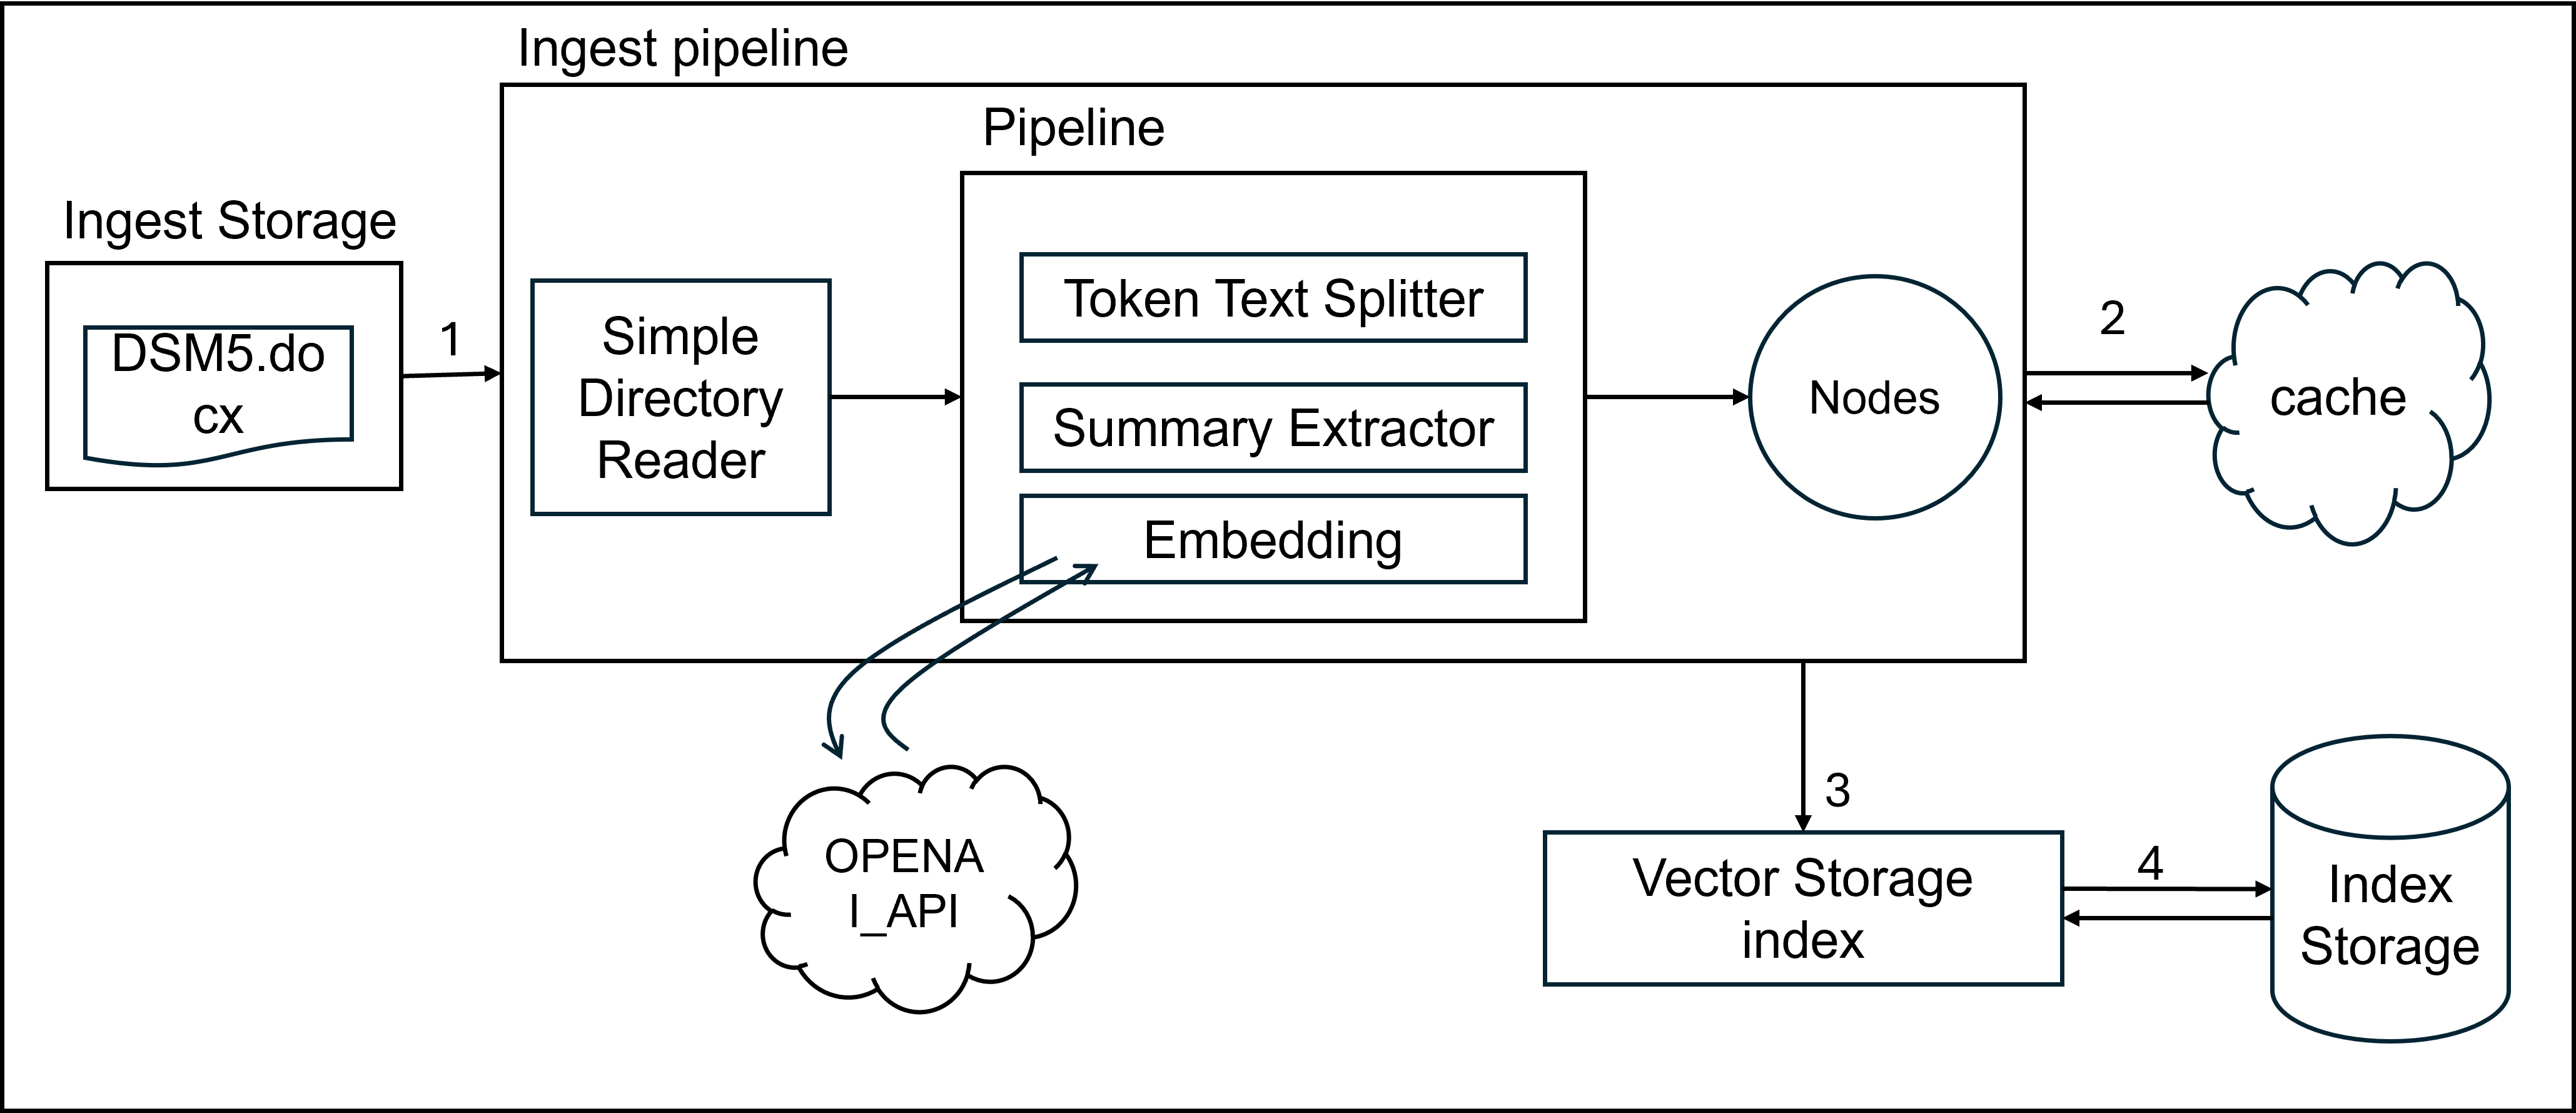 Ingest pipeline
Pipeline
Ingest Storage
DSM5.do
cx
1
Simple
Directory
Reader
Token Text Splitter
Summary Extractor
Embedding
Nodes
2
cache
OPENA
I_API
3
Vector Storage
index
4
Index
Storage